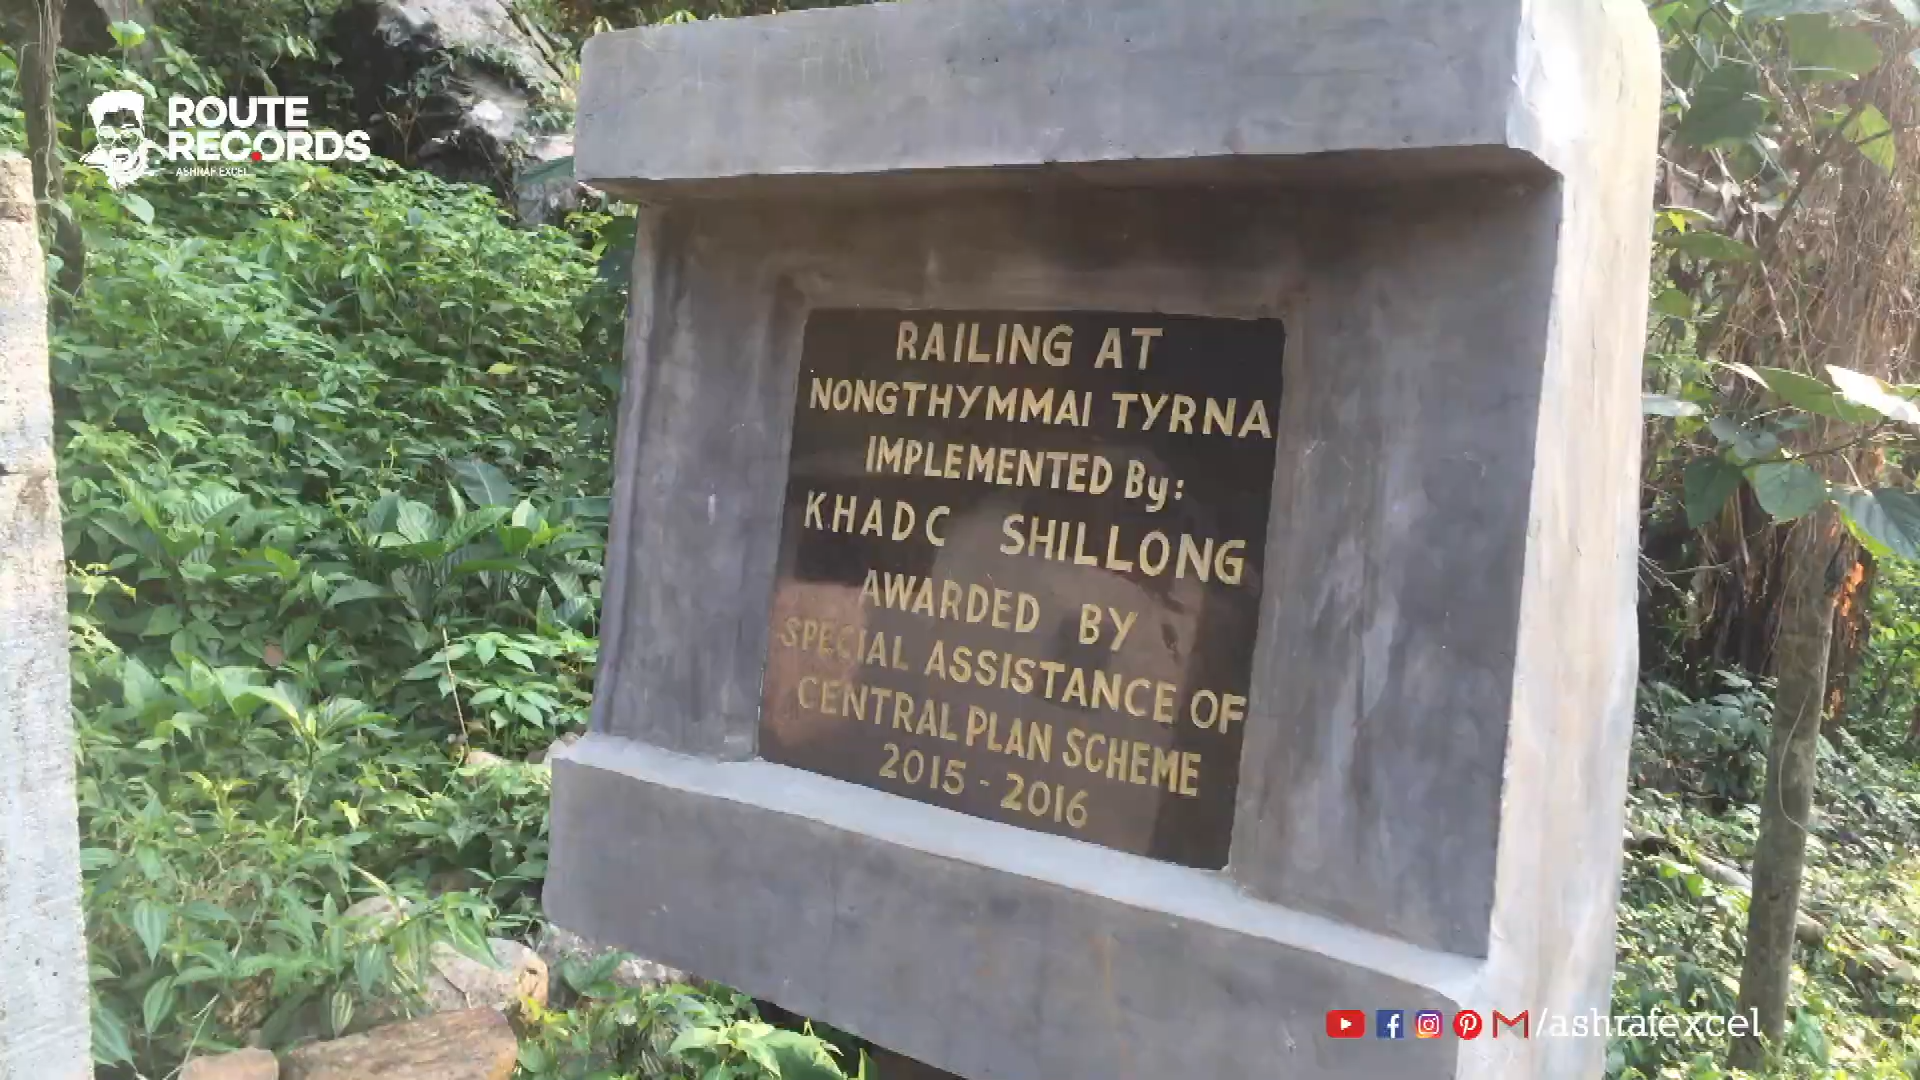 ROUTE
RECORDS
ASHRAF EXCEL
RAILING AT
NONGTHYMMAI TYRNA
IMPLEMENTED By:
KHADC SHILLONG
AWARDED BY
SPECIAL ASSISTANCE OF
CENTRAL PLAN SCHEME
2015 - 2016
/ashrafexcel